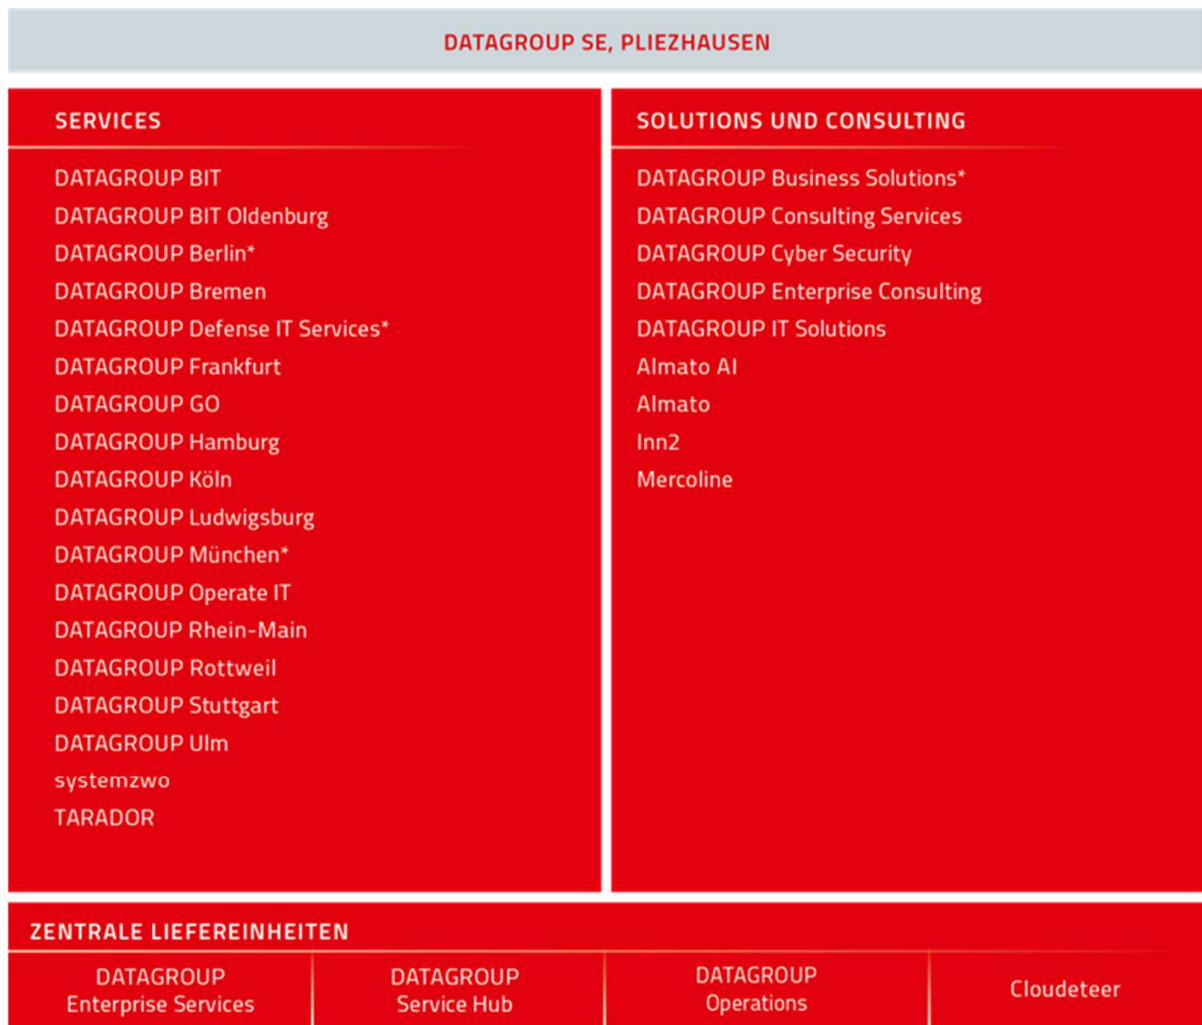 DATAGROUP SE, PLIEZHAUSEN
SERVICES
DATAGROUP BIT
DATAGROUP BIT Oldenburg
DATAGROUP Berlin*
DATAGROUP Bremen
DATAGROUP Defense IT Services*
DATAGROUP Frankfurt
DATAGROUP GO
DATAGROUP Hamburg
DATAGROUP Köln
DATAGROUP Ludwigsburg
DATAGROUP München*
DATAGROUP Operate IT
DATAGROUP Rhein-Main
DATAGROUP Rottweil
DATAGROUP Stuttgart
DATAGROUP Ulm
systemzwo
TARADOR
SOLUTIONS UND CONSULTING
DATAGROUP Business Solutions*
DATAGROUP Consulting Services
DATAGROUP Cyber Security
DATAGROUP Enterprise Consulting
DATAGROUP IT Solutions
Almato AI
Almato
Inn2
Mercoline
ZENTRALE LIEFEREINHEITEN
DATAGROUP
Enterprise Services
DATAGROUP
Service Hub
DATAGROUP
Operations
Cloudeteer